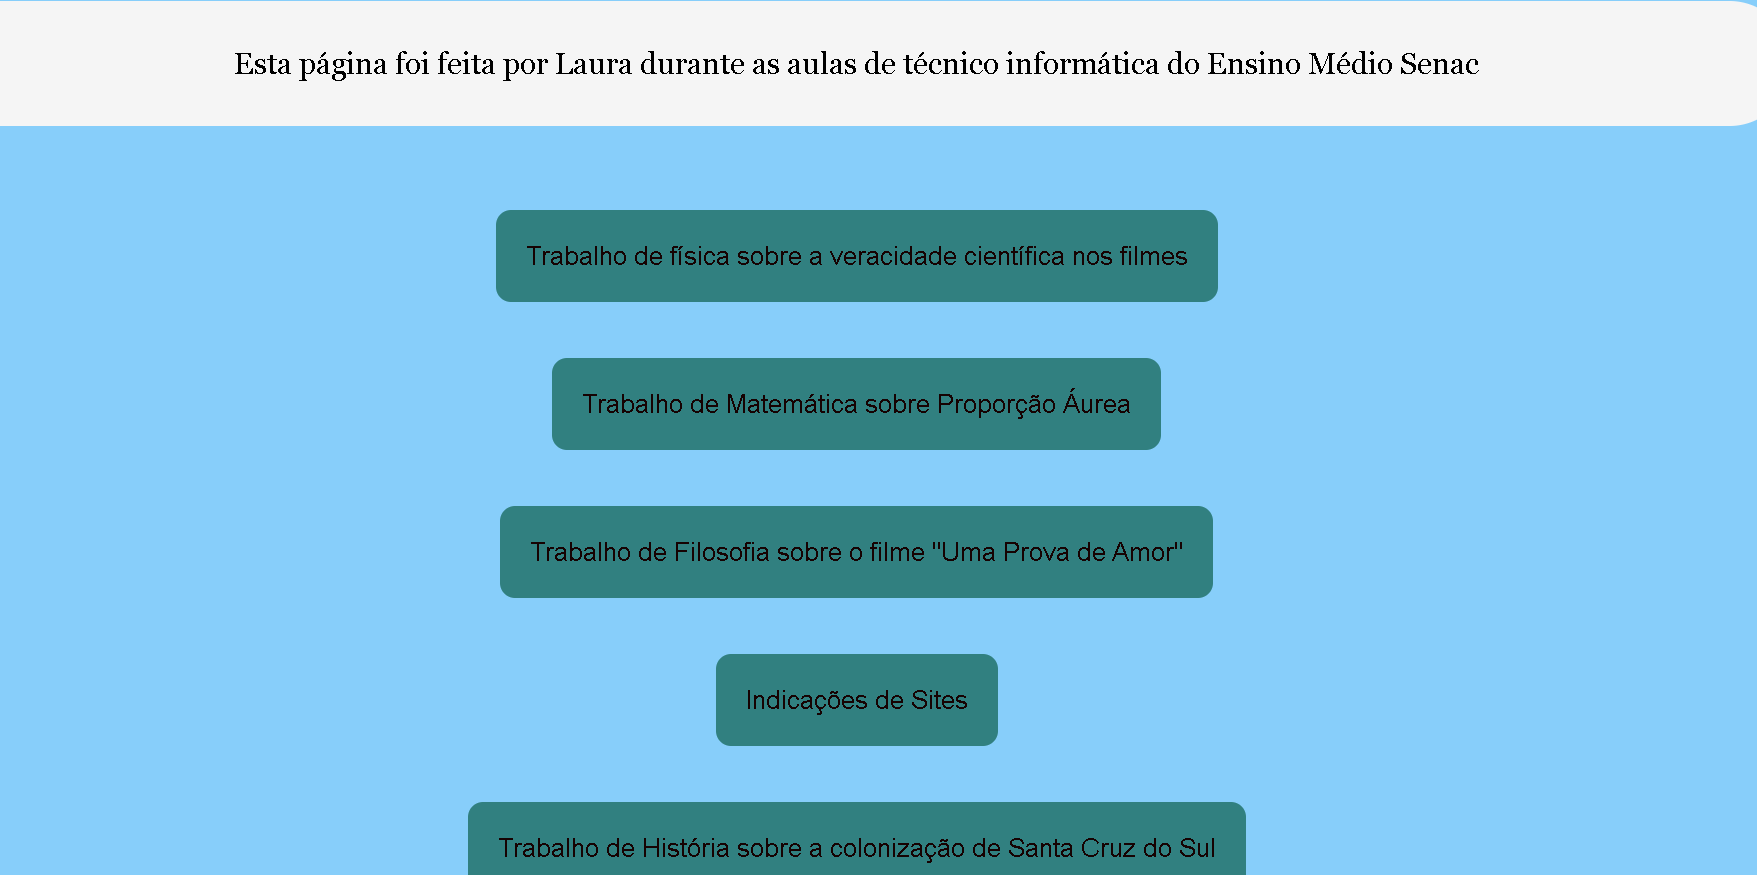 Esta página foi feita por Laura durante as aulas de técnico informática do Ensino Médio Senac
Trabalho de física sobre a veracidade científica nos filmes
Trabalho de Matemática sobre Proporção Áurea
Trabalho de Filosofia sobre o filme "Uma Prova de Amor"
Indicações de Sites
Trabalho de História sobre a colonização de Santa Cruz do Sul